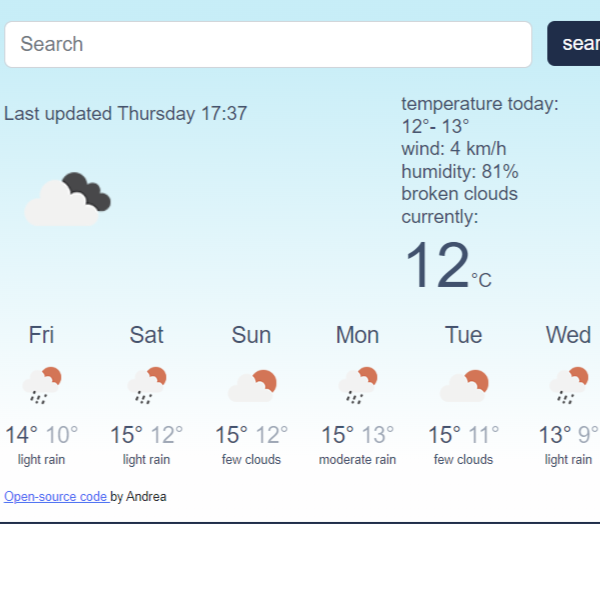 Search
Last updated Thursday 17:37
temperature today:
12°- 13°
wind: 4 km/h
humidity: 81%
broken clouds
currently:
12°C
Fri Sat Sun Mon Tue Wed
14° 10° 15° 12° 15° 12° 15° 13° 15° 11° 13° 9°
light rain light rain few clouds moderate rain few clouds light rain
Open-source code by Andrea